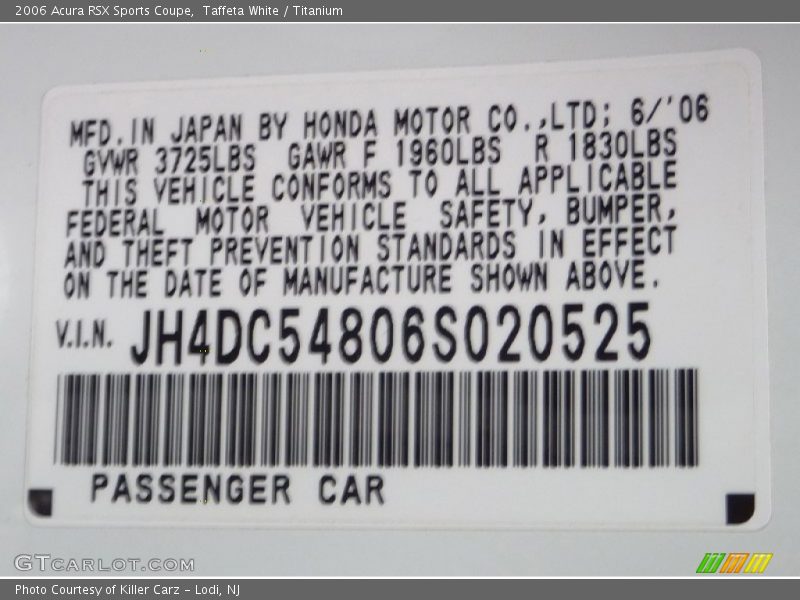 2006 Acura RSX Sports Coupe, Taffeta White / Titanium
MFD. IN JAPAN BY HONDA MOTOR CO.,LTD; 6/'06
GVWR 3725LBS GAWR F 1960LBS R 1830LBS
THIS VEHICLE CONFORMS TO ALL APPLICABLE
FEDERAL MOTOR VEHICLE SAFETY, BUMPER,
AND THEFT PREVENTION STANDARDS IN EFFECT
ON THE DATE OF MANUFACTURE SHOWN ABOVE.
V.I.N. JH4DC54806S020525
PASSENGER CAR
GTCARLOT.COM
Photo Courtesy of Killer Carz - Lodi, NJ